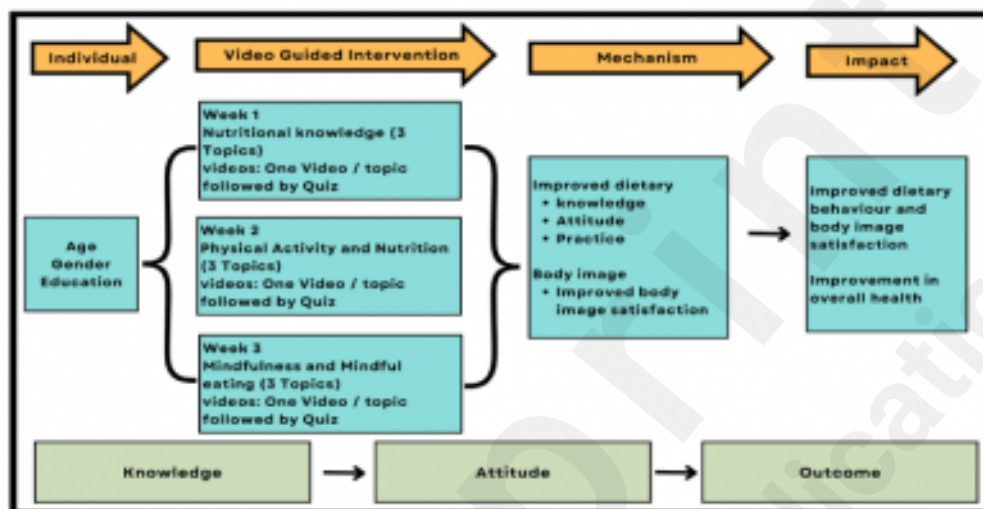 Individual
Video Guided Intervention
Mechanism
Impact
Age
Gender
Education
Week 1
Nutritional knowledge (3
Topics)
videos: One Video / topic
followed by Quiz
Week 2
Physical Activity and Nutrition
(3 Topics)
videos: One Video / topic
followed by Quiz
Week 3
Mindfulness and Mindful
eating (3 Topics)
videos: One Video / topic
followed by Quiz
Improved dietary
+ knowledge
+ Attitude
+ Practice
Body image
+ Improved body
image satisfaction
Improved dietary
behaviour and
body image
satisfaction
Improvement in
overall health
Knowledge
Attitude
Outcome